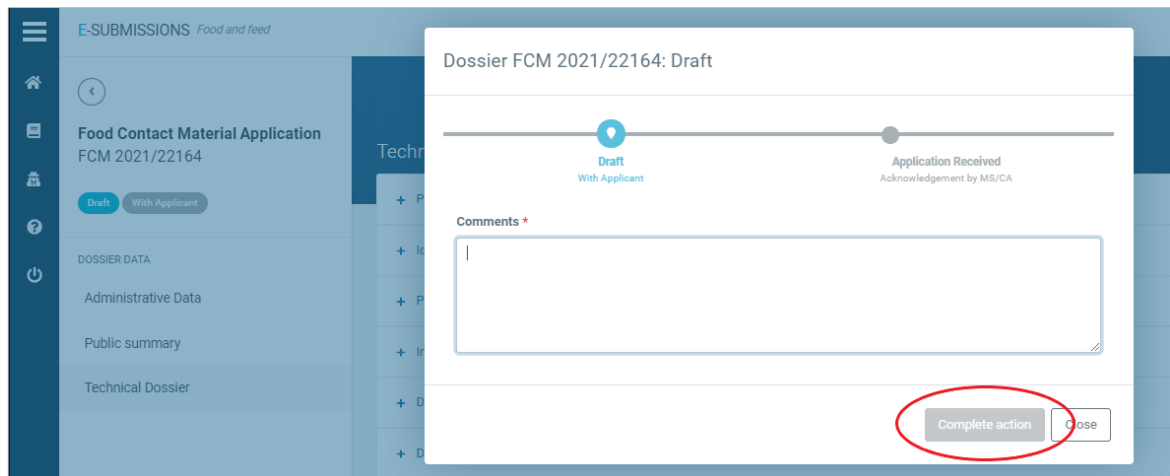 E-SUBMISSIONS Food and feed
Food Contact Material Application
FCM 2021/22164
Draft With Applicant
DOSSIER DATA
Administrative Data
Public summary
Technical Dossier
Dossier FCM 2021/22164: Draft
Draft
With Applicant
Application Received
Acknowledgement by MS/CA
Comments *
Complete action
Close